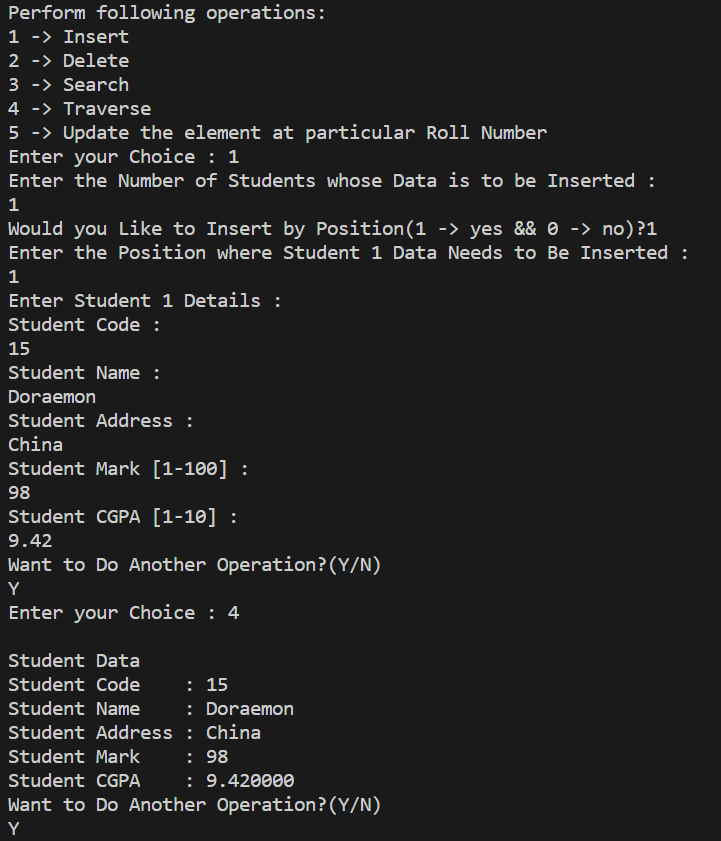 Perform following operations:
1 -> Insert
2 -> Delete
3 -> Search
4 -> Traverse
5 -> Update the element at particular Roll Number
Enter your Choice : 1
Enter the Number of Students whose Data is to be Inserted :
1
Would you Like to Insert by Position(1 -> yes && 0 -> no)?1
Enter the Position where Student 1 Data Needs to Be Inserted :
1
Enter Student 1 Details :
Student Code :
15
Student Name :
Doraemon
Student Address :
China
Student Mark [1-100] :
98
Student CGPA [1-10] :
9.42
Want to Do Another Operation?(Y/N)
Y
Enter your Choice : 4

Student Data
Student Code    : 15
Student Name    : Doraemon
Student Address : China
Student Mark    : 98
Student CGPA    : 9.420000
Want to Do Another Operation?(Y/N)
Y